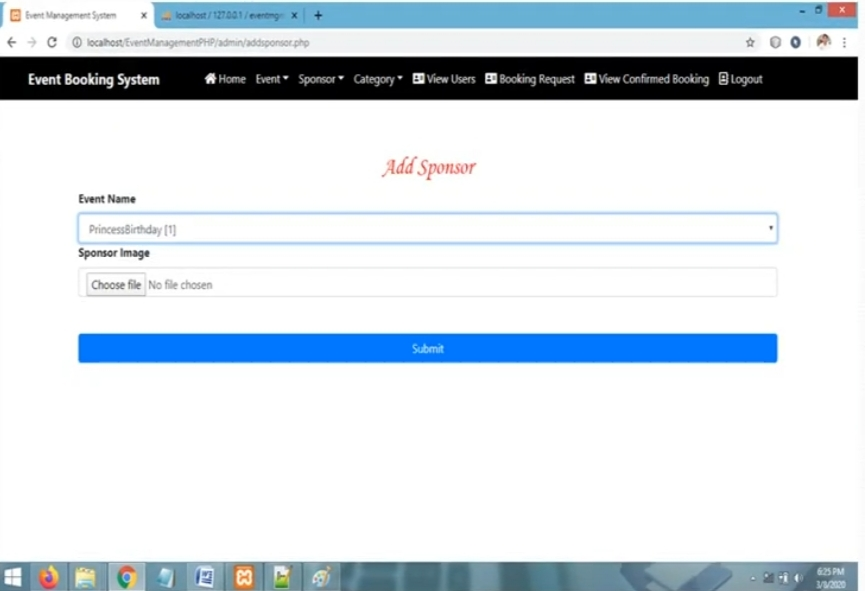 Event Management System
localhost / 127.0.0.1 / eventmg
localhost/EventManagementPHP/admin/addsponsor.php
Event Booking System Home Event Sponsor Category View Users Booking Request View Confirmed Booking Logout
Add Sponsor
Event Name
PrincessBirthday [1]
Sponsor Image
Choose file No file chosen
Submit
6:25 PM
3/8/2020